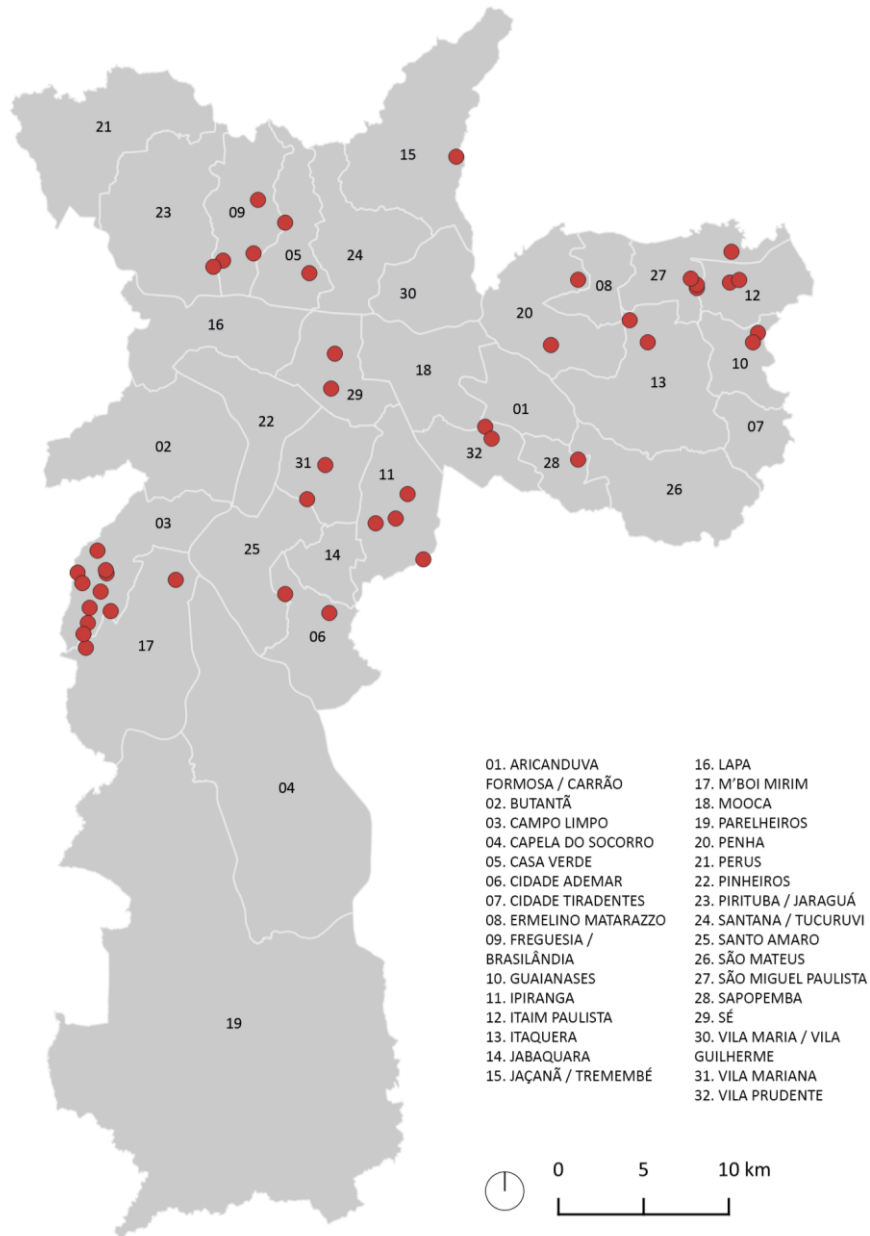 21
15
23
09
05
24
27
08
12
30
20
16
10
18
13
29
01
22
07
02
31
32
28
11
26
03
25
14
06
17
04
19
01. ARICANDUVA
FORMOSA / CARRÃO
02. BUTANTÃ
03. CAMPO LIMPO
04. CAPELA DO SOCORRO
05. CASA VERDE
06. CIDADE ADEMAR
07. CIDADE TIRADENTES
08. ERMELINO MATARAZZO
09. FREGUESIA /
BRASILÂNDIA
10. GUAIANASES
11. IPIRANGA
12. ITAIM PAULISTA
13. ITAQUERA
14. JABAQUARA
15. JAÇANÃ / TREMEMBÉ
16. LAPA
17. M'BOI MIRIM
18. MOOCA
19. PARELHEIROS
20. PENHA
21. PERUS
22. PINHEIROS
23. PIRITUBA / JARAGUÁ
24. SANTANA / TUCURUVI
25. SANTO AMARO
26. SÃO MATEUS
27. SÃO MIGUEL PAULISTA
28. SAPOPEMBA
29. SÉ
30. VILA MARIA / VILA
GUILHERME
31. VILA MARIANA
32. VILA PRUDENTE
0 5 10 km